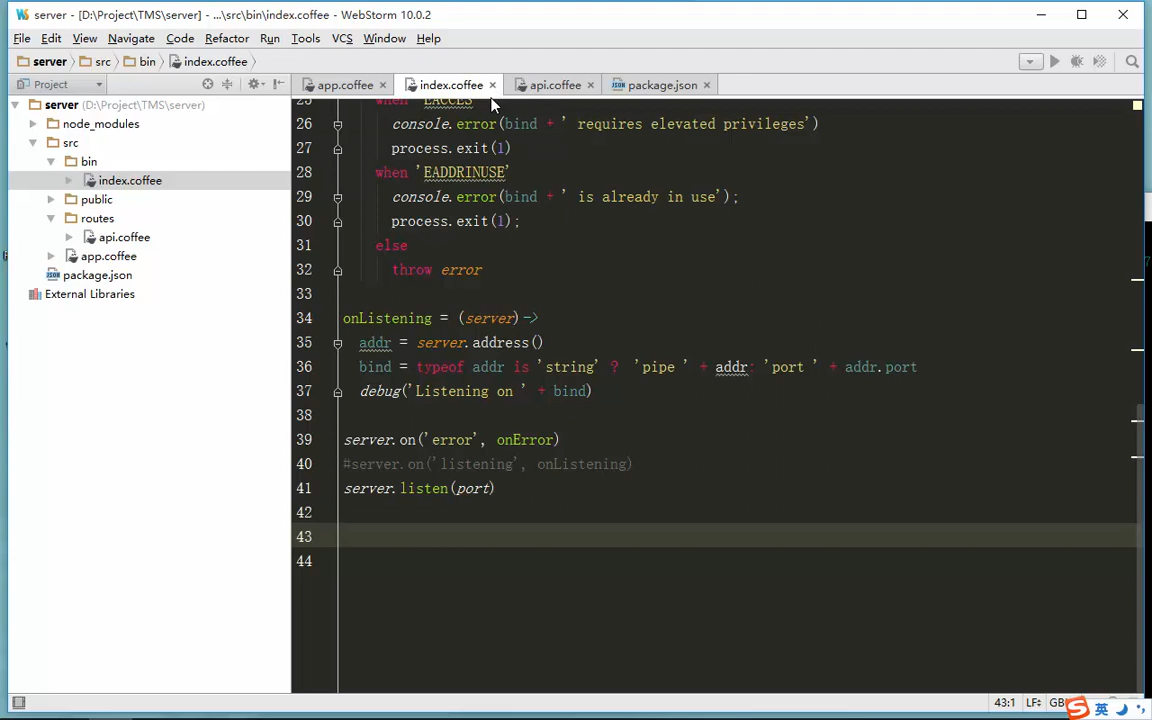 server - [D:\Project\TMS\server] - ...\src\bin\index.coffee - WebStorm 10.0.2
File Edit View Navigate Code Refactor Run Tools VCS Window Help
server src bin index.coffee
Project app.coffee index.coffee api.coffee package.json
server (D:\Project\TMS\server)
node_modules
src
bin
index.coffee
public
routes
api.coffee
app.coffee
package.json
External Libraries
25 when 'EACCES'
26 console.error(bind + ' requires elevated privileges')
27 process.exit(1)
28 when 'EADDRINUSE'
29 console.error(bind + ' is already in use');
30 process.exit(1);
31 else
32 throw error
33
34 onListening = (server)->
35 addr = server.address()
36 bind = typeof addr is 'string' ? 'pipe ' + addr: 'port ' + addr.port
37 debug('Listening on ' + bind)
38
39 server.on('error', onError)
40 #server.on('listening', onListening)
41 server.listen(port)
42
43
44
43:1 LF÷ GB
S 英